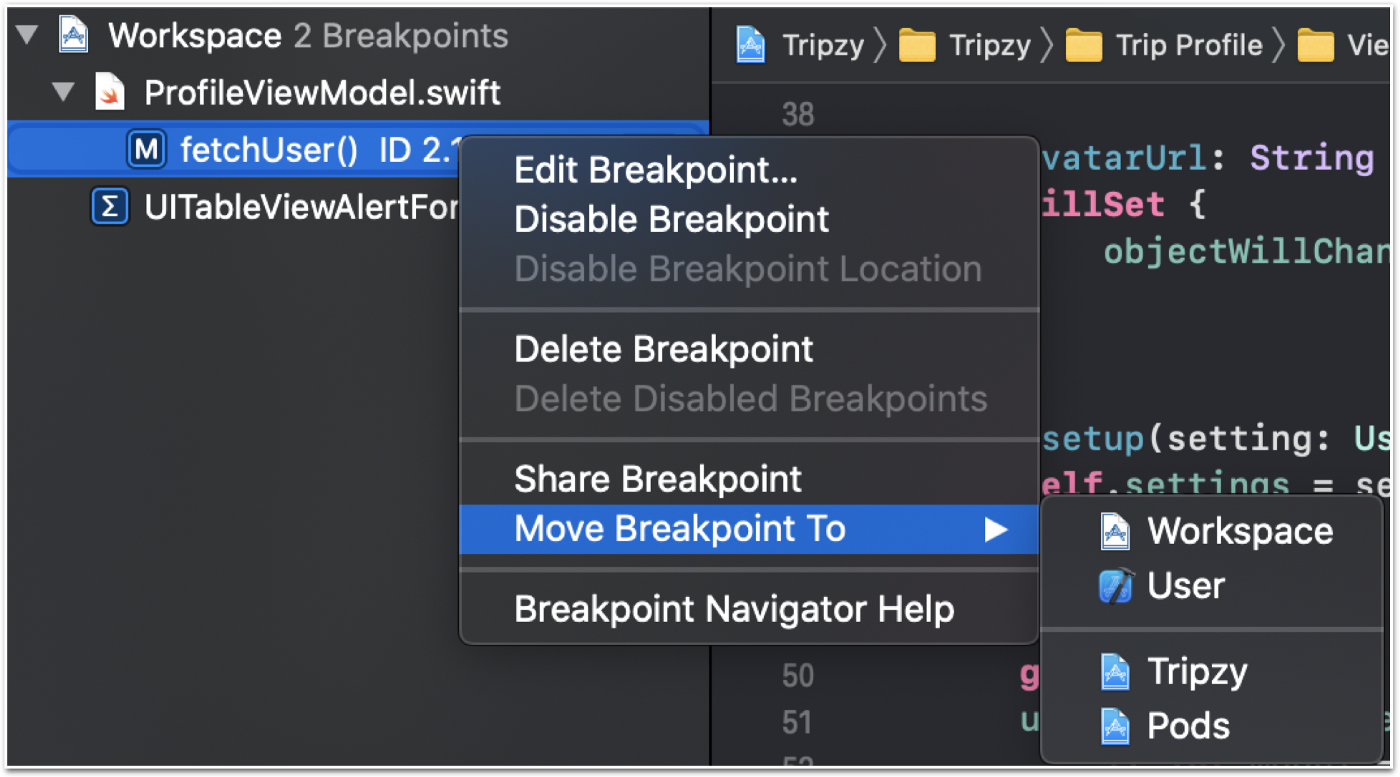 Workspace 2 Breakpoints
ProfileViewModel.swift
M fetchUser() ID 2.1
Σ UITableViewAlertFor
Tripzy Tripzy Trip Profile Vie
38
vatarUrl: String
illSet {
objectWillChan
setup(setting: Us
elf.settings = se
50 g
51 u
52
Edit Breakpoint...
Disable Breakpoint
Disable Breakpoint Location
Delete Breakpoint
Delete Disabled Breakpoints
Share Breakpoint
Move Breakpoint To
Breakpoint Navigator Help
Workspace
User
Tripzy
Pods